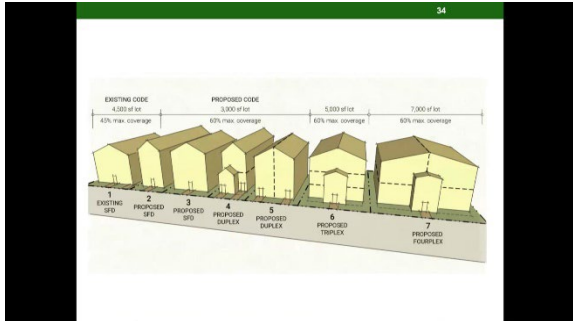 34
EXISTING CODE
PROPOSED CODE
4,500 sf lot
3,000 sf lot
5,000 sf lot
7,000 sf lot
45% max. coverage
60% max. coverage
60% max. coverage
60% max. coverage
1
EXISTING
SFD
2
PROPOSED
SFD
3
PROPOSED
SFD
4
PROPOSED
DUPLEX
5
PROPOSED
DUPLEX
6
PROPOSED
TRIPLEX
7
PROPOSED
FOURPLEX